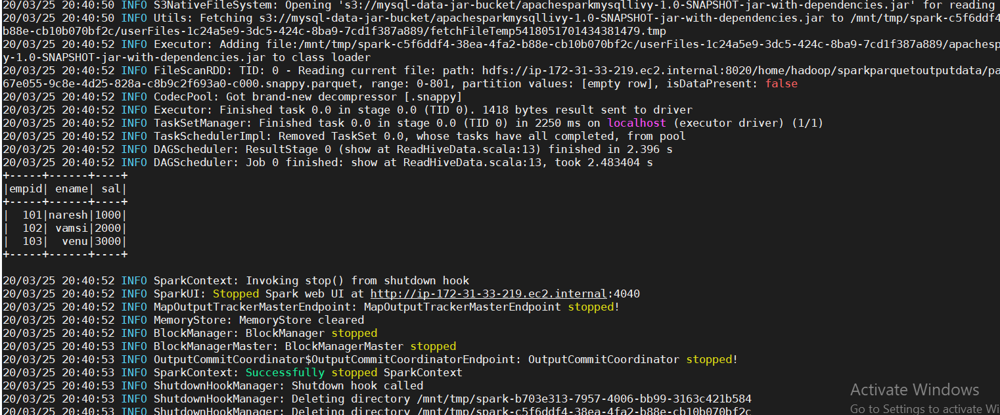 20/03/25 20:40:50 INFO S3NativeFileSystem: Opening 's3://mysql-data-jar-bucket/apachesparkmysqllivy-1.0-SNAPSHOT-jar-with-dependencies.jar' for reading
20/03/25 20:40:50 INFO Utils: Fetching s3://mysql-data-jar-bucket/apachesparkmysqllivy-1.0-SNAPSHOT-jar-with-dependencies.jar to /mnt/tmp/spark-c5f6ddf4
b88e-cb10b070bf2c/userFiles-1c24a5e9-3dc5-424c-8ba9-7cd1f387a889/fetchFileTemp5418051701434381479.tmp
20/03/25 20:40:52 INFO Executor: Adding file:/mnt/tmp/spark-c5f6ddf4-38ea-4fa2-b88e-cb10b070bf2c/userFiles-1c24a5e9-3dc5-424c-8ba9-7cd1f387a889/apachesp
y-1.0-SNAPSHOT-jar-with-dependencies.jar to class loader
20/03/25 20:40:52 INFO FileScanRDD: TID: 0 - Reading current file: path: hdfs://ip-172-31-33-219.ec2.internal:8020/home/hadoop/sparkparquetoutputdata/pa
67e055-9c8e-4d25-828a-c8b9c2f693a0-c000.snappy.parquet, range: 0-801, partition values: [empty row], isDataPresent: false
20/03/25 20:40:52 INFO CodecPool: Got brand-new decompressor [.snappy]
20/03/25 20:40:52 INFO Executor: Finished task 0.0 in stage 0.0 (TID 0). 1418 bytes result sent to driver
20/03/25 20:40:52 INFO TaskSetManager: Finished task 0.0 in stage 0.0 (TID 0) in 2250 ms on localhost (executor driver) (1/1)
20/03/25 20:40:52 INFO TaskSchedulerImpl: Removed TaskSet 0.0, whose tasks have all completed, from pool
20/03/25 20:40:52 INFO DAGScheduler: ResultStage 0 (show at ReadHiveData.scala:13) finished in 2.396 s
20/03/25 20:40:52 INFO DAGScheduler: Job 0 finished: show at ReadHiveData.scala:13, took 2.483404 s
+-----+------+----+
|empid| ename| sal|
+-----+------+----+
|  101|naresh|1000|
|  102| vamsi|2000|
|  103|  venu|3000|
+-----+------+----+
20/03/25 20:40:52 INFO SparkContext: Invoking stop() from shutdown hook
20/03/25 20:40:52 INFO SparkUI: Stopped Spark web UI at http://ip-172-31-33-219.ec2.internal:4040
20/03/25 20:40:52 INFO MapOutputTrackerMasterEndpoint: MapOutputTrackerMasterEndpoint stopped!
20/03/25 20:40:52 INFO MemoryStore: MemoryStore cleared
20/03/25 20:40:52 INFO BlockManager: BlockManager stopped
20/03/25 20:40:53 INFO BlockManagerMaster: BlockManagerMaster stopped
20/03/25 20:40:53 INFO OutputCommitCoordinator$OutputCommitCoordinatorEndpoint: OutputCommitCoordinator stopped!
20/03/25 20:40:53 INFO SparkContext: Successfully stopped SparkContext
20/03/25 20:40:53 INFO ShutdownHookManager: Shutdown hook called
20/03/25 20:40:53 INFO ShutdownHookManager: Deleting directory /mnt/tmp/spark-b703e313-7957-4006-bb99-3163c421b584
20/03/25 20:40:53 INFO ShutdownHookManager: Deleting directory /mnt/tmp/spark-c5f6ddf4-38ea-4fa2-b88e-cb10b070bf2c
Activate Windows
Go to Settings to activate Wi